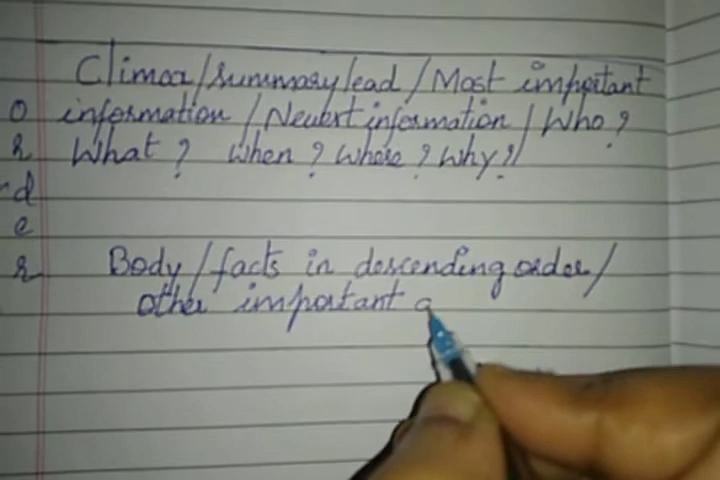 Climax/summary lead / Most important
information / Newest information / Who?
What? When? Where? Why?/
Body/facts in descending order/
other important a
o
r
d
e
r